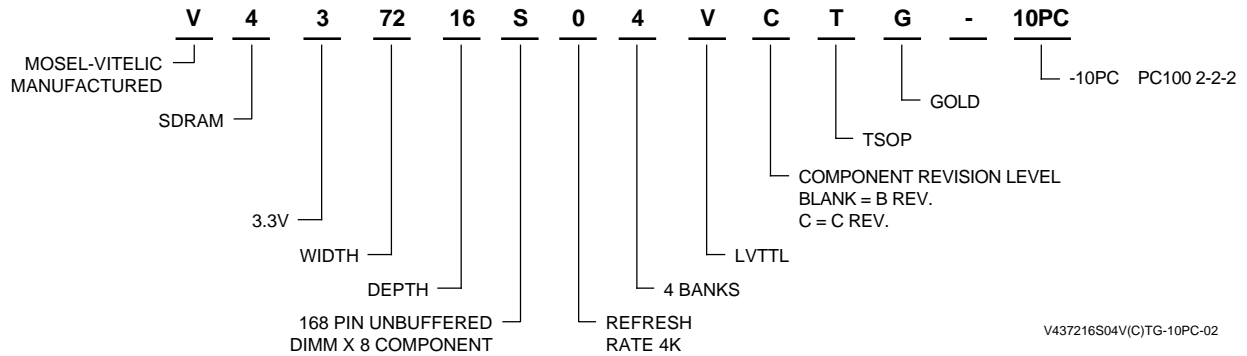 V 4 3 72 16 S 0 4 V C T G - 10PC
MOSEL-VITELIC
MANUFACTURED
-10PC PC100 2-2-2
GOLD
SDRAM
TSOP
COMPONENT REVISION LEVEL
BLANK = B REV.
C = C REV.
3.3V
WIDTH
LVTTL
DEPTH
4 BANKS
168 PIN UNBUFFERED
DIMM X 8 COMPONENT
REFRESH
RATE 4K
V437216S04V(C)TG-10PC-02